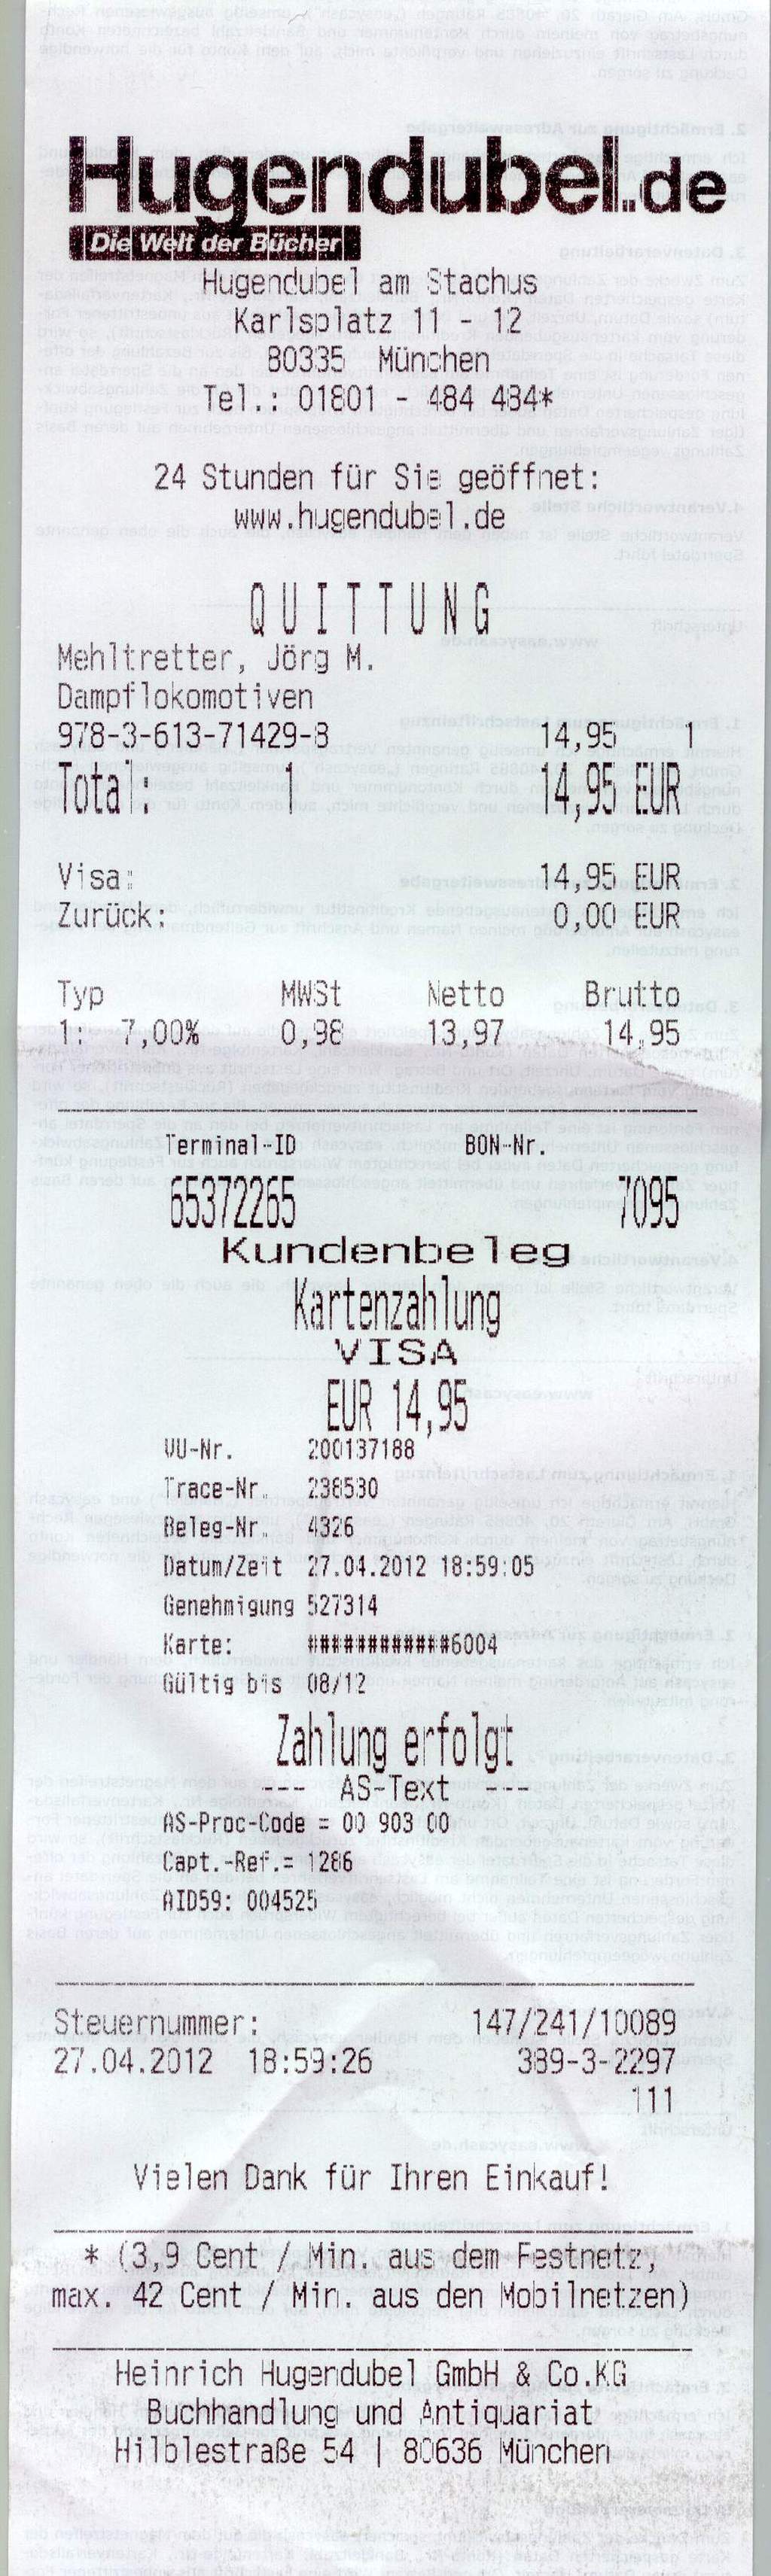 Hugendubel.de
Die Welt der Bücher
Hugendubel am Stachus
Karlsplatz 11 - 12
80335 München
Tel.: 01801 - 484 484*
24 Stunden für Sie geöffnet:
www.hugendubel.de
QUITTUNG
Mehltretter, Jörg M.
Dampflokomotiven
978-3-613-71429-8 14,95 1
Total: 1 14,95 EUR
Visa: 14,95 EUR
Zurück: 0,00 EUR
Typ MWSt Netto Brutto
1: 7,00% 0,98 13,97 14,95
Terminal-ID BON-Nr.
65372265 7095
Kundenbeleg
Kartenzahlung
VISA
EUR 14,95
VU-Nr. 200137188
Trace-Nr. 236530
Beleg-Nr. 4326
Datum/Zeit 27.04.2012 18:59:05
Genehmigung 527314
Karte: ############6004
Gültig bis 08/12
Zahlung erfolgt
---- AS-Text ----
AS-Proc-Code = 00 903 00
Capt.-Ref.= 1286
AID59: 004525
Steuernummer: 147/241/10089
27.04.2012 18:59:26 389-3-2297
111
Vielen Dank für Ihren Einkauf!
* (3,9 Cent / Min. aus dem Festnetz,
max. 42 Cent / Min. aus den Mobilnetzen)
Heinrich Hugendubel GmbH & Co.KG
Buchhandlung und Antiquariat
Hilblestraße 54 | 80636 München